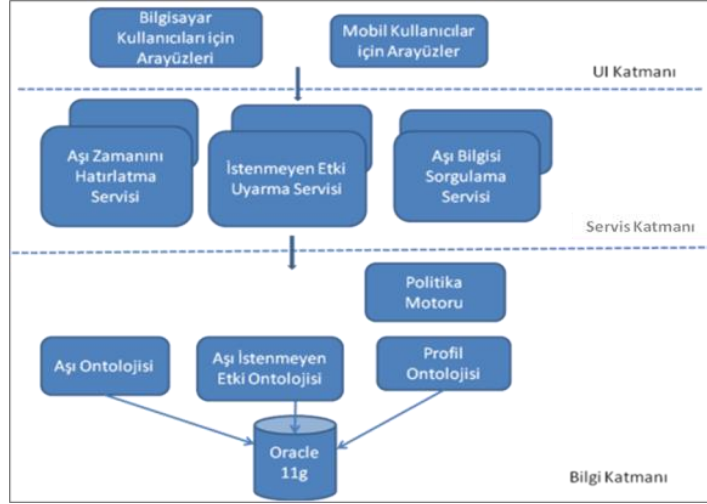 Bilgisayar
Kullanıcıları için
Arayüzleri
Mobil Kullanıcılar
için Arayüzler
UI Katmanı
Aşı Zamanını
Hatırlatma
Servisi
İstenmeyen Etki
Uyarma Servisi
Aşı Bilgisi
Sorgulama
Servisi
Servis Katmanı
Politika
Motoru
Aşı Ontolojisi
Aşı İstenmeyen
Etki Ontolojisi
Profil
Ontolojisi
Oracle
11g
Bilgi Katmanı